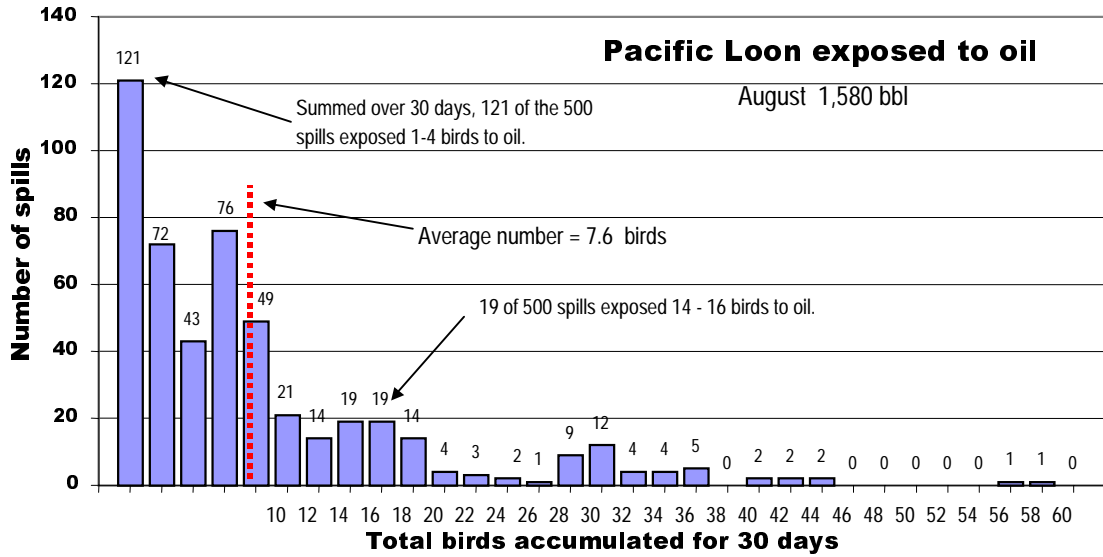 Pacific Loon exposed to oil
August 1,580 bbl
Summed over 30 days, 121 of the 500
spills exposed 1-4 birds to oil.
Average number = 7.6 birds
19 of 500 spills exposed 14 - 16 birds to oil.
Number of spills
140
120
100
80
60
40
20
0
121 72 43 76 49 21 14 19 19 14 4 3 2 1 9 12 4 4 5 0 2 2 2 0 0 0 0 0 1 1 0
10 12 14 16 18 20 22 24 26 28 30 32 34 36 38 40 42 44 46 48 50 52 54 56 58 60
Total birds accumulated for 30 days